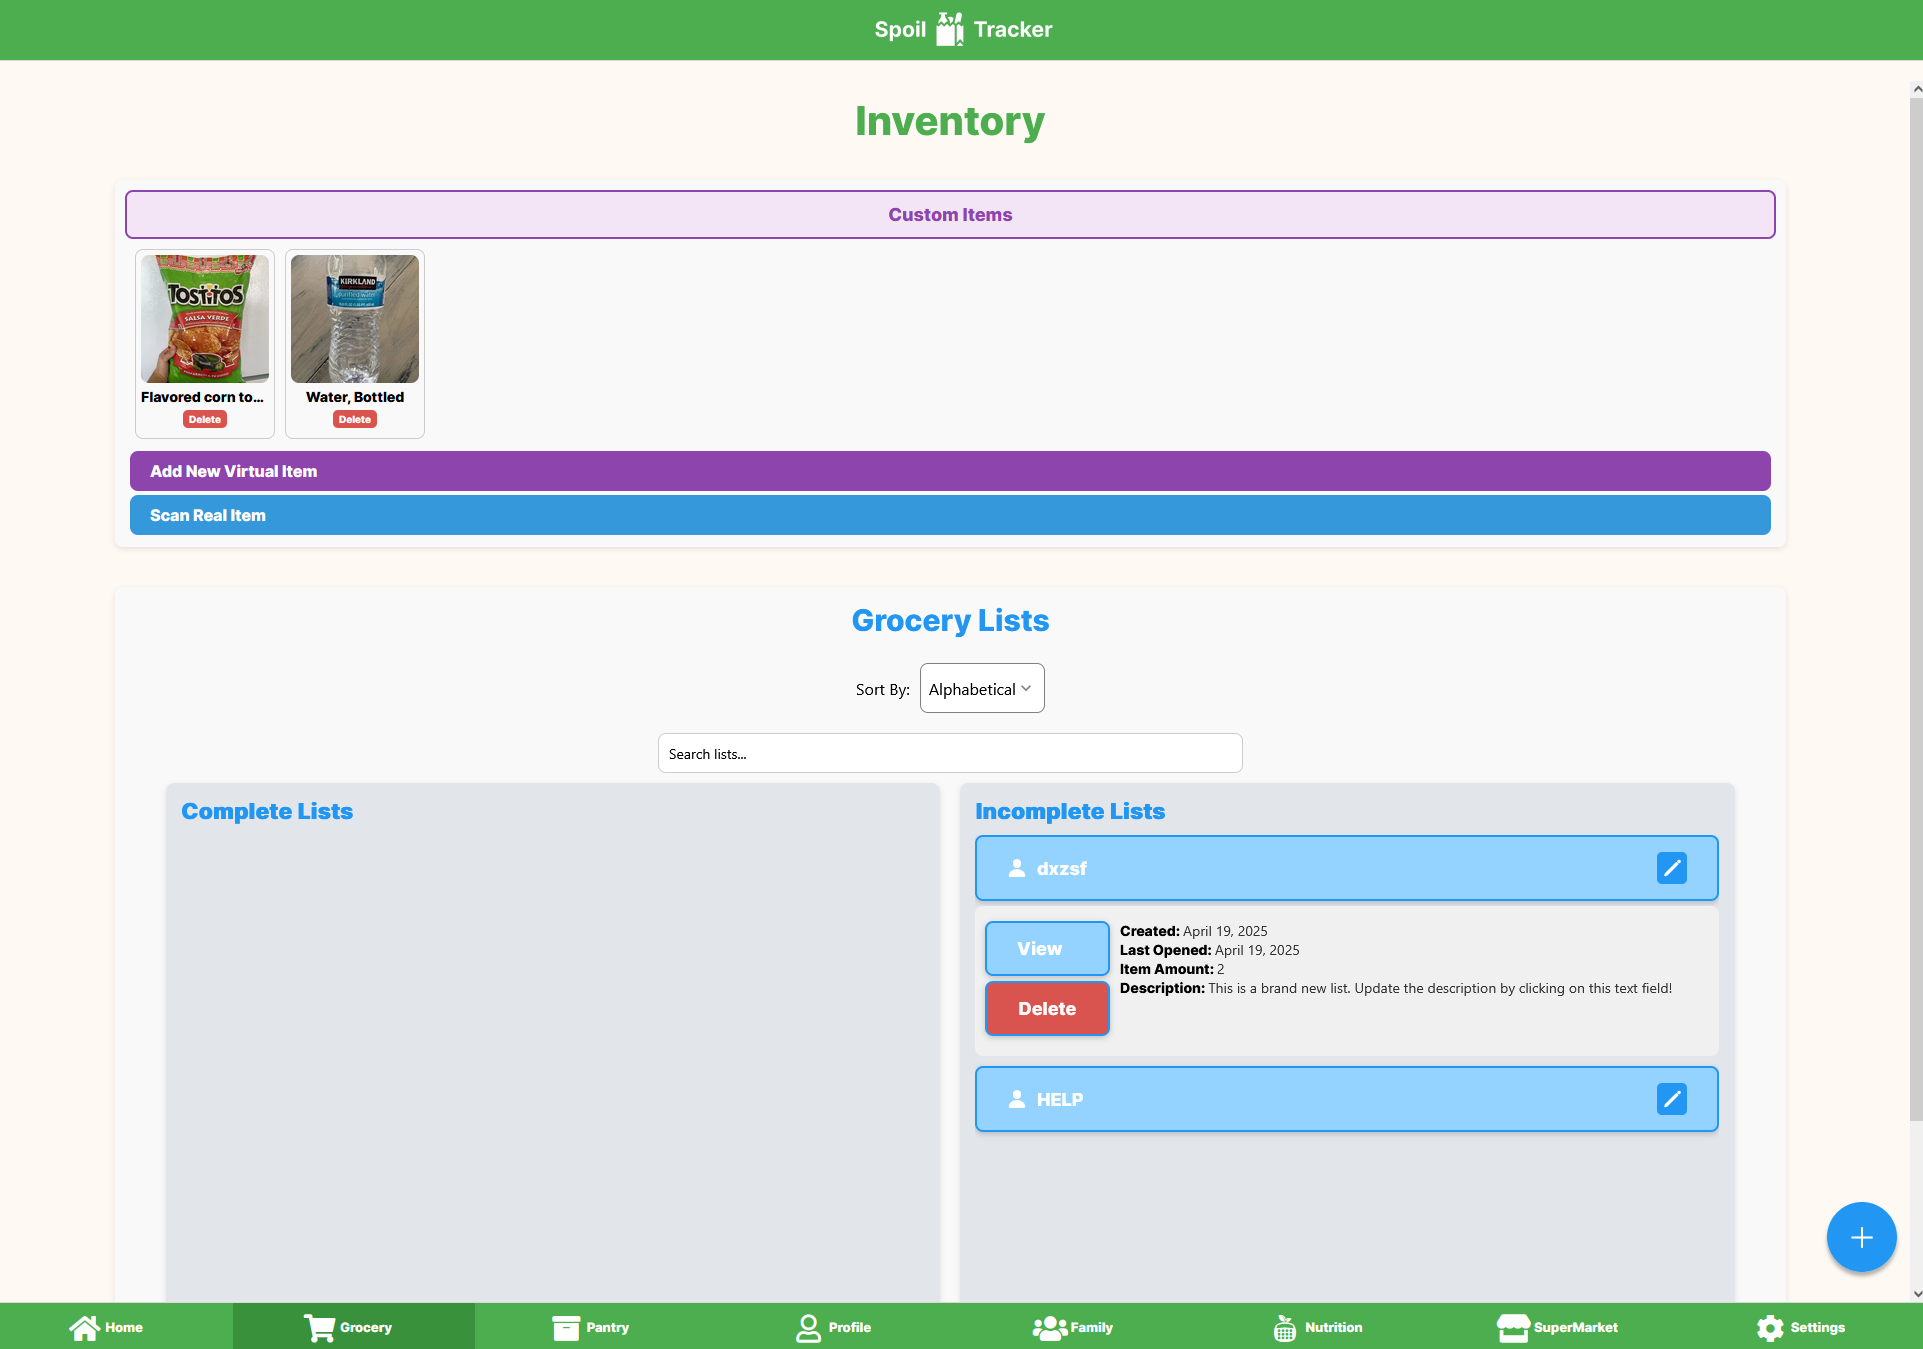 Spoil Tracker
Inventory
Custom Items
TOSTITOS
SALSA VERDE
KIRKLAND
purified water
Flavored corn to...
Water, Bottled
Delete
Delete
Add New Virtual Item
Scan Real Item
Grocery Lists
Sort By: Alphabetical
Search lists...
Complete Lists
Incomplete Lists
dxzsf
View
Delete
Created: April 19, 2025
Last Opened: April 19, 2025
Item Amount: 2
Description: This is a brand new list. Update the description by clicking on this text field!
HELP
Home
Grocery
Pantry
Profile
Family
Nutrition
SuperMarket
Settings